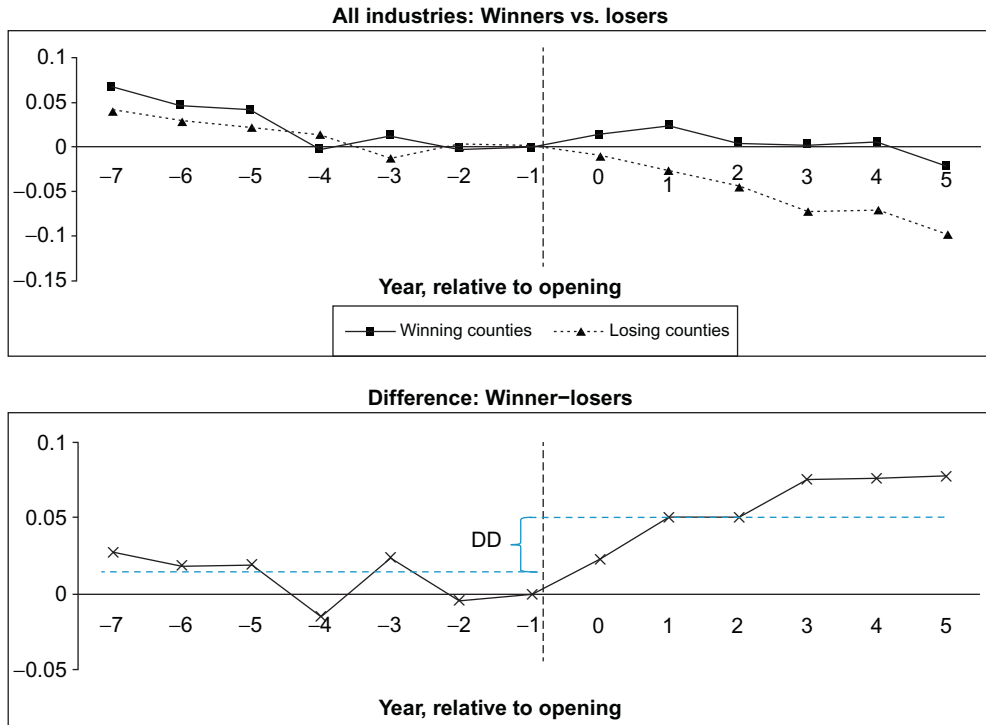 All industries: Winners vs. losers
0.1
0.05
0
−7 −6 −5 −4 −3 −2 −1 0 1 2 3 4 5
−0.05
−0.1
−0.15
Year, relative to opening
Winning counties Losing counties
Difference: Winner−losers
0.1
0.05
DD
0
−7 −6 −5 −4 −3 −2 −1 0 1 2 3 4 5
−0.05
Year, relative to opening